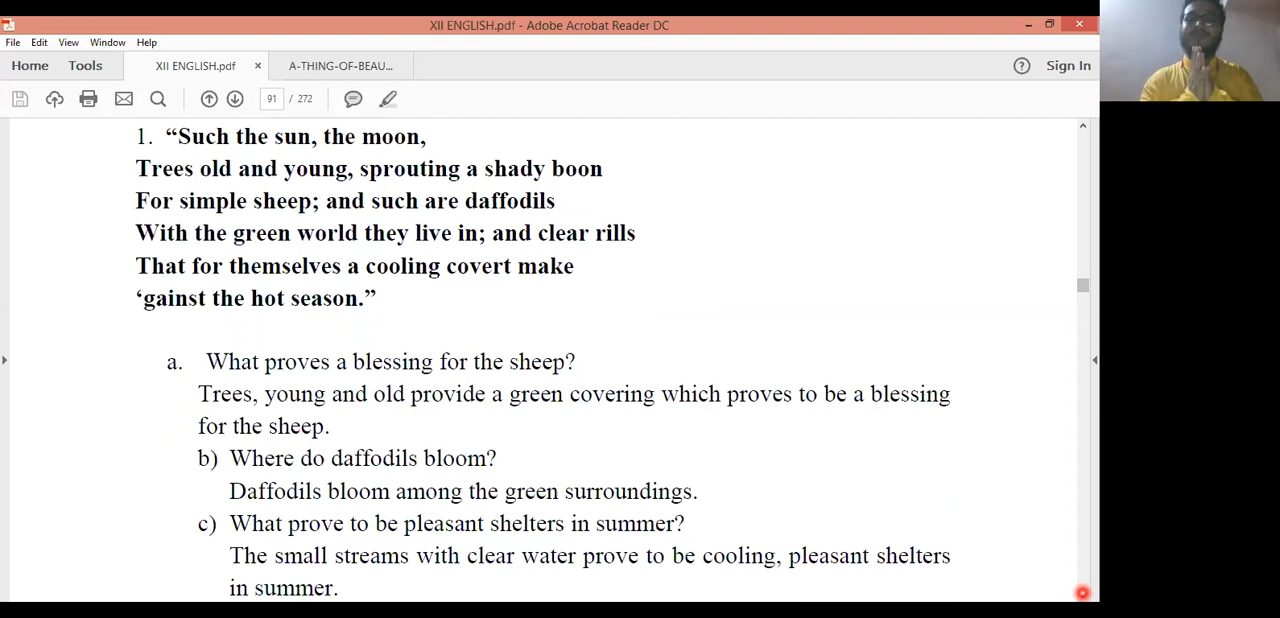 XII ENGLISH.pdf - Adobe Acrobat Reader DC
File Edit View Window Help
Home Tools XII ENGLISH.pdf × A-THING-OF-BEAU... ? Sign In
91 / 272
1. “Such the sun, the moon,
Trees old and young, sprouting a shady boon
For simple sheep; and such are daffodils
With the green world they live in; and clear rills
That for themselves a cooling covert make
‘gainst the hot season.”
a. What proves a blessing for the sheep?
Trees, young and old provide a green covering which proves to be a blessing
for the sheep.
b) Where do daffodils bloom?
Daffodils bloom among the green surroundings.
c) What prove to be pleasant shelters in summer?
The small streams with clear water prove to be cooling, pleasant shelters
in summer.